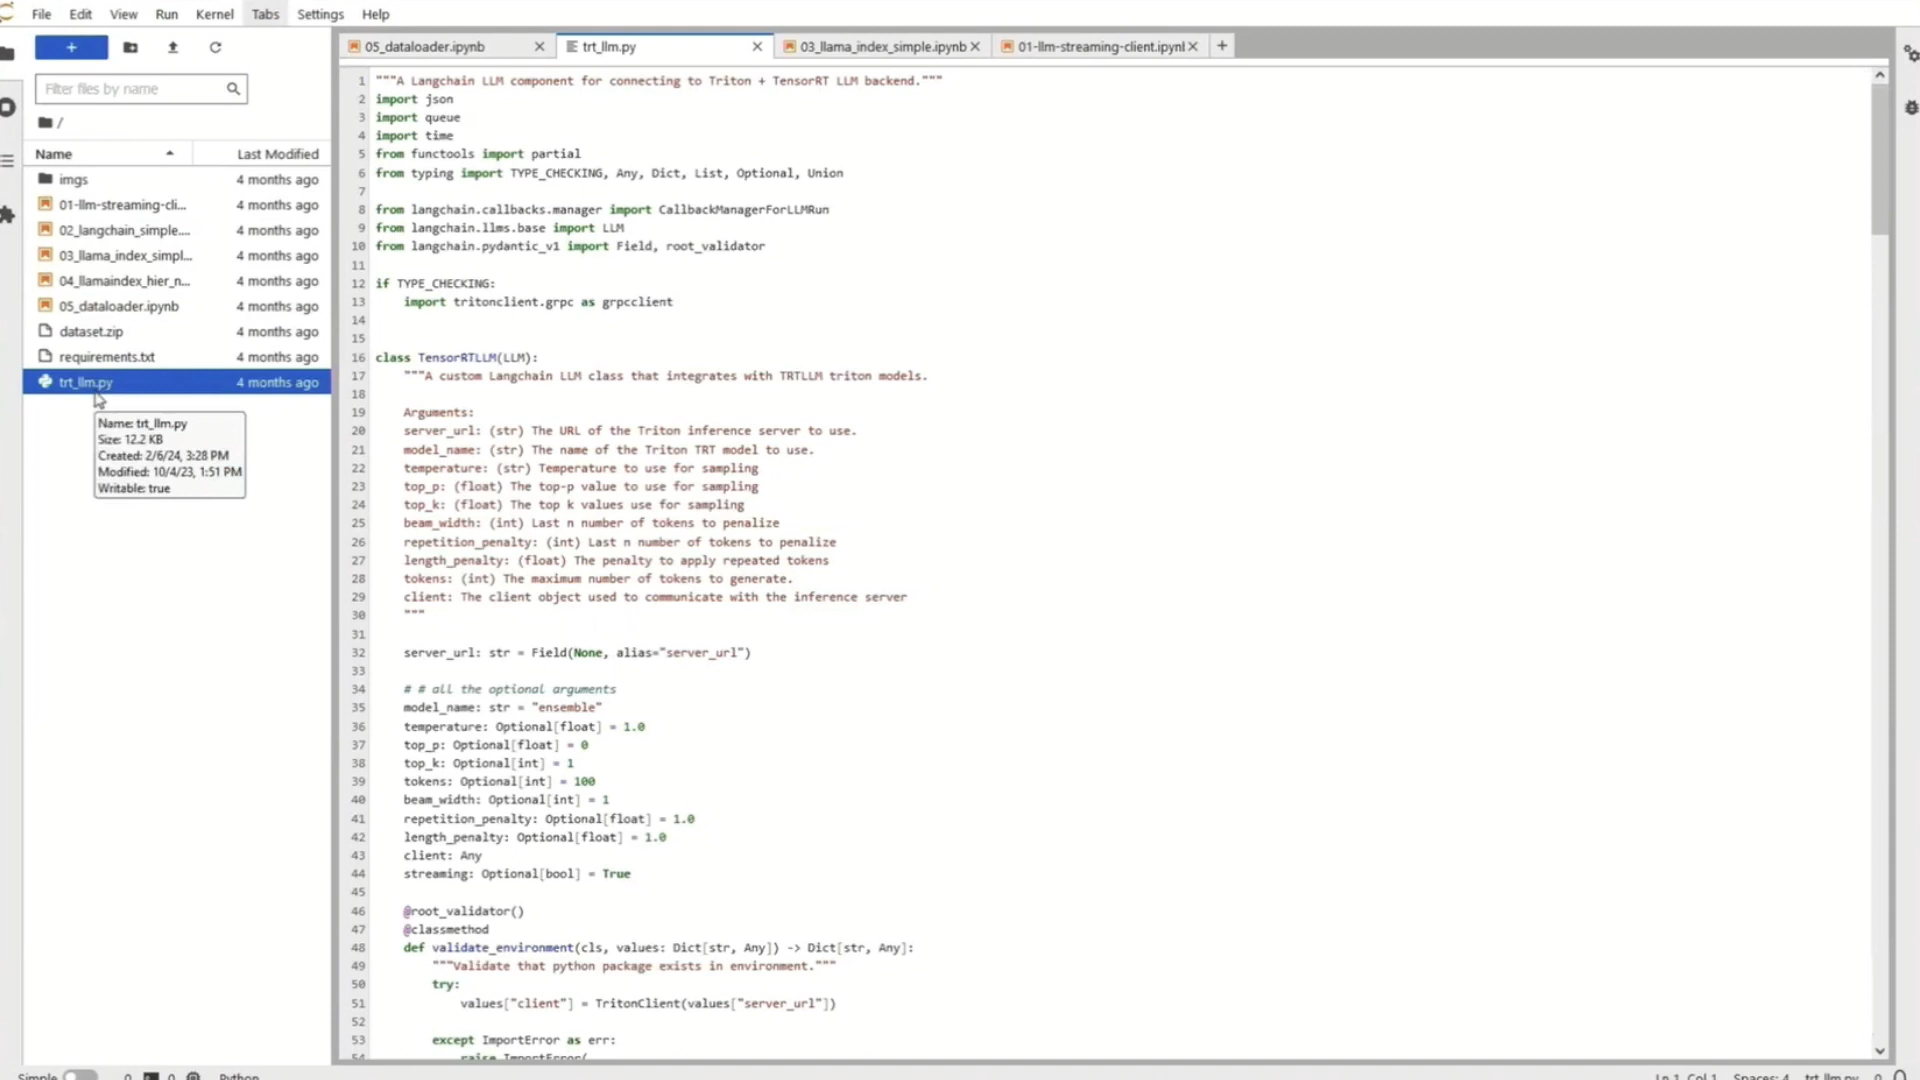 File Edit View Run Kernel Tabs Settings Help
+
Filter files by name
/
Name Last Modified
imgs 4 months ago
01-llm-streaming-cli... 4 months ago
02_langchain_simple.... 4 months ago
03_llama_index_simpl... 4 months ago
04_llamaindex_hier_n... 4 months ago
05_dataloader.ipynb 4 months ago
dataset.zip 4 months ago
requirements.txt 4 months ago
trt_llm.py 4 months ago
Name: trt_llm.py
Size: 12.2 KB
Created: 2/6/24, 3:28 PM
Modified: 10/4/23, 1:51 PM
Writable: true
05_dataloader.ipynb trt_llm.py 03_llama_index_simple.ipynb 01-llm-streaming-client.ipynl +
1 """A Langchain LLM component for connecting to Triton + TensorRT LLM backend."""
2 import json
3 import queue
4 import time
5 from functools import partial
6 from typing import TYPE_CHECKING, Any, Dict, List, Optional, Union
7
8 from langchain.callbacks.manager import CallbackManagerForLLMRun
9 from langchain.llms.base import LLM
10 from langchain.pydantic_v1 import Field, root_validator
11
12 if TYPE_CHECKING:
13 import tritonclient.grpc as grpcclient
14
15
16 class TensorRTLLM(LLM):
17 """A custom Langchain LLM class that integrates with TRTLLM triton models.
18
19 Arguments:
20 server_url: (str) The URL of the Triton inference server to use.
21 model_name: (str) The name of the Triton TRT model to use.
22 temperature: (str) Temperature to use for sampling
23 top_p: (float) The top-p value to use for sampling
24 top_k: (float) The top k values use for sampling
25 beam_width: (int) Last n number of tokens to penalize
26 repetition_penalty: (int) Last n number of tokens to penalize
27 length_penalty: (float) The penalty to apply repeated tokens
28 tokens: (int) The maximum number of tokens to generate.
29 client: The client object used to communicate with the inference server
30 """
31
32 server_url: str = Field(None, alias="server_url")
33
34 # # all the optional arguments
35 model_name: str = "ensemble"
36 temperature: Optional[float] = 1.0
37 top_p: Optional[float] = 0
38 top_k: Optional[int] = 1
39 tokens: Optional[int] = 100
40 beam_width: Optional[int] = 1
41 repetition_penalty: Optional[float] = 1.0
42 length_penalty: Optional[float] = 1.0
43 client: Any
44 streaming: Optional[bool] = True
45
46 @root_validator()
47 @classmethod
48 def validate_environment(cls, values: Dict[str, Any]) -> Dict[str, Any]:
49 """Validate that python package exists in environment."""
50 try:
51 values["client"] = TritonClient(values["server_url"])
52
53 except ImportError as err:
54 raise ImportError(
Simple 0 0 Python Ln 1, Col 1 Spaces: 4 trt_llm.py 0